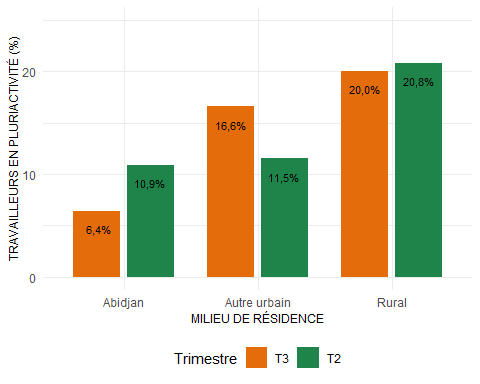 TRAVAILLEURS EN PLURIACTIVITÉ (%)
20
10
0
6,4%
10,9%
16,6%
11,5%
20,0%
20,8%
Abidjan
Autre urbain
Rural
MILIEU DE RÉSIDENCE
Trimestre T3 T2